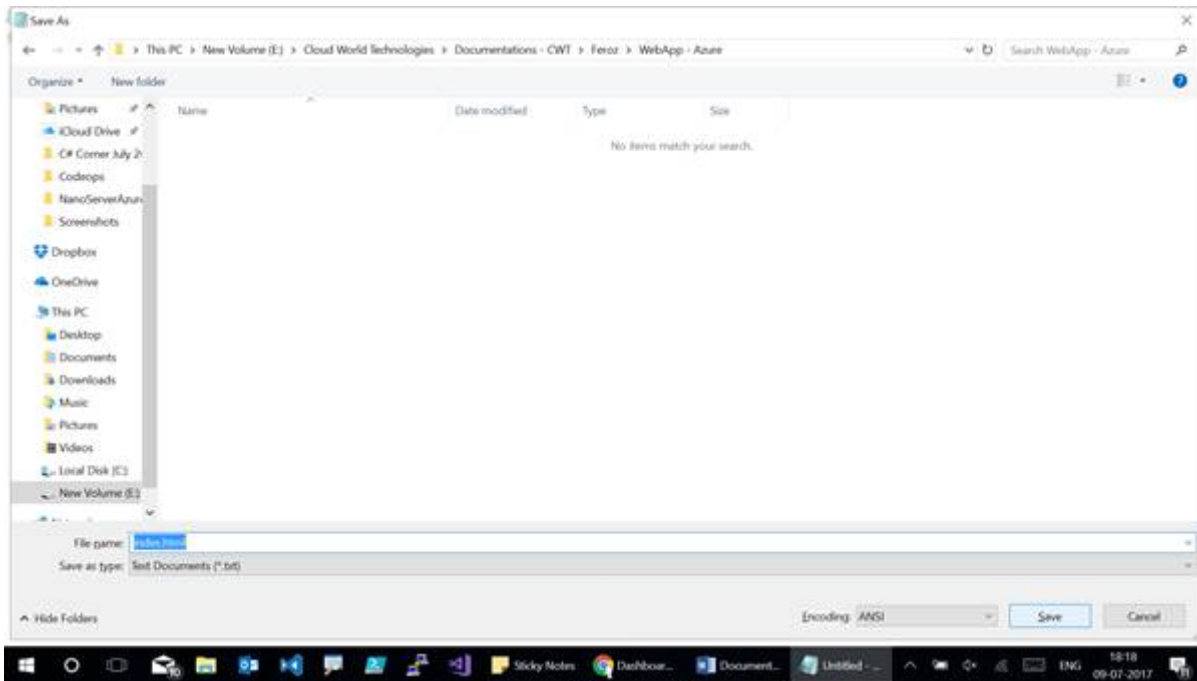 Save As
This PC > New Volume (E:) > Cloud World Technologies > Documentations - CWT > Feroz > WebApp - Azure
Search WebApp - Azure
Organize
New folder
Name
Date modified
Type
Size
No items match your search.
Pictures
iCloud Drive
C# Corner July 2
Codeops
NanoServerAzur
Screenshots
Dropbox
OneDrive
This PC
Desktop
Documents
Downloads
Music
Pictures
Videos
Local Disk (C:)
New Volume (E:)
File name: index.html
Save as type: Text Documents (*.txt)
Hide Folders
Encoding: ANSI
Save
Cancel
Sticky Notes
Dashboar...
Document...
Untitled - ...
ENG
18:18
09-07-2017